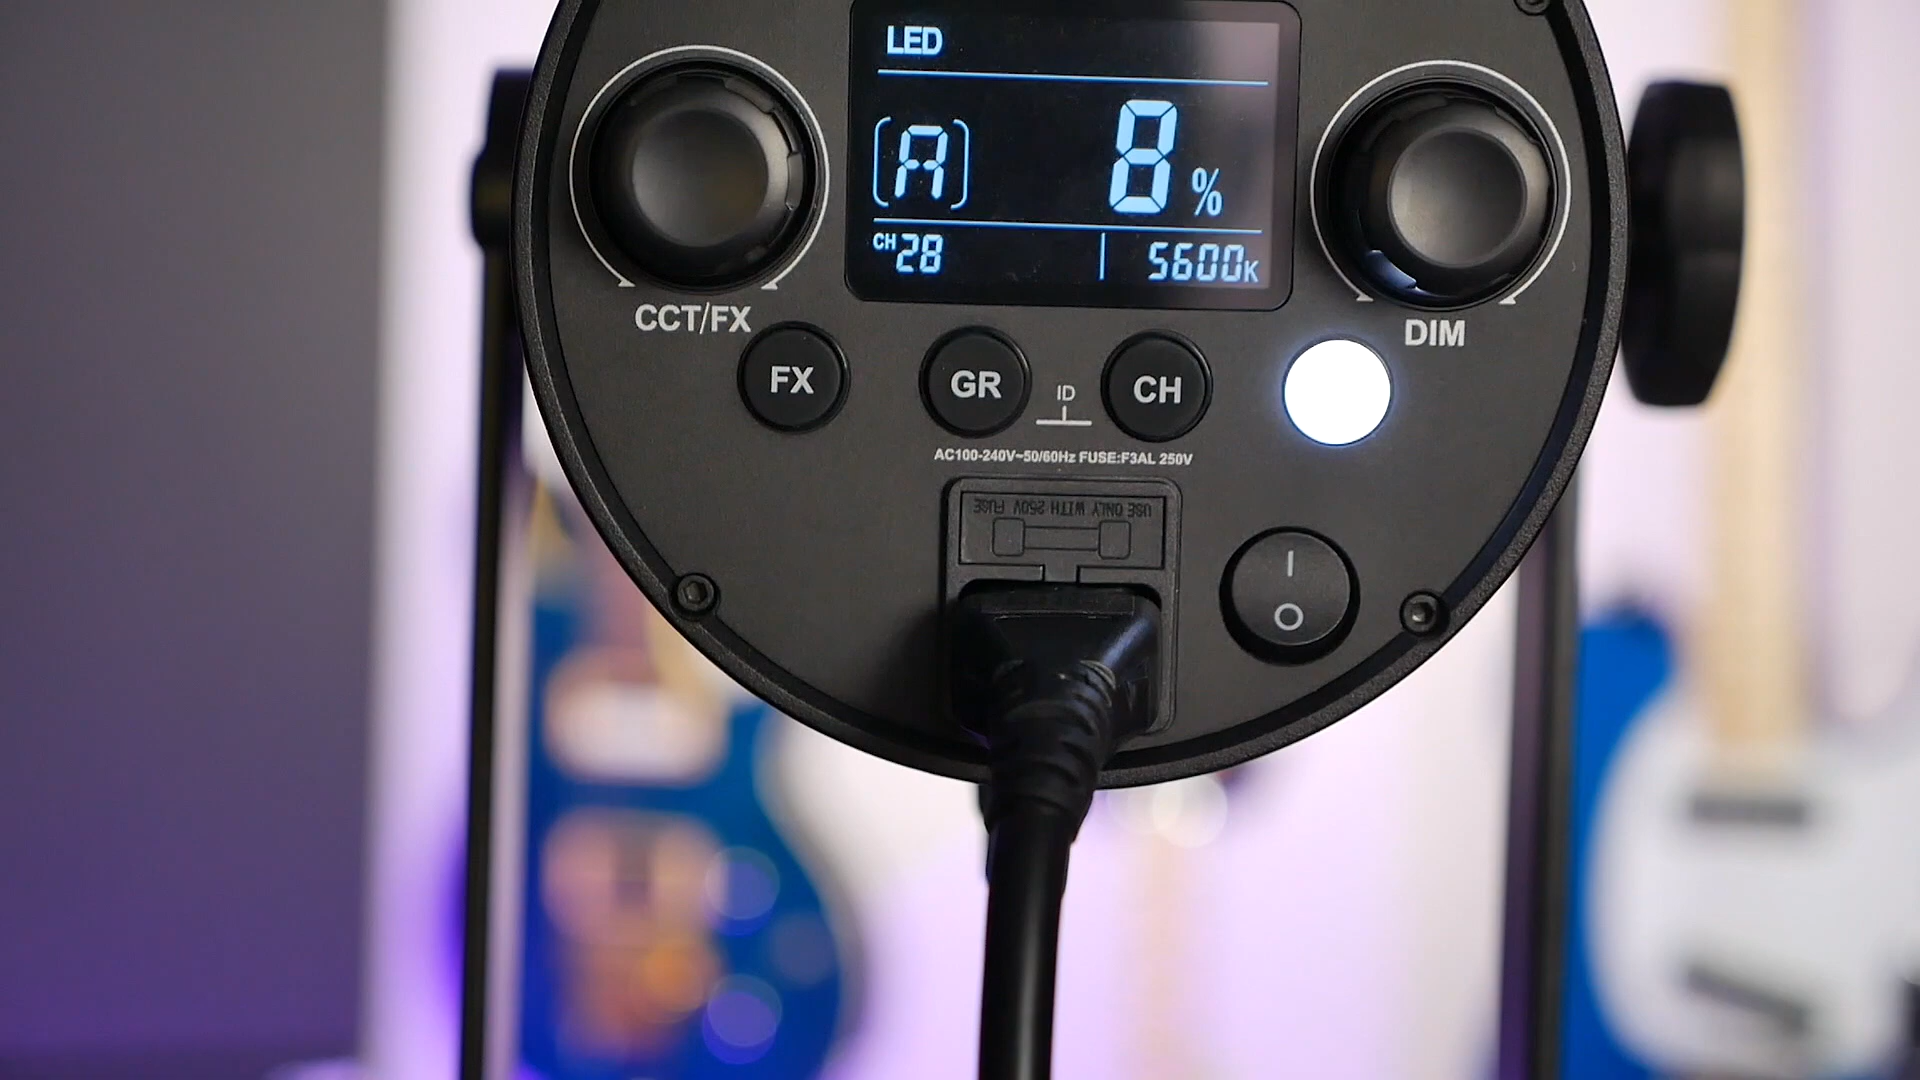 LED
[A] 8%
CH 28 | 5600K
CCT/FX
DIM
FX
GR
ID
CH
AC100-240V~50/60Hz FUSE:F3AL 250V
USE ONLY WITH 250V FUSE
I
O